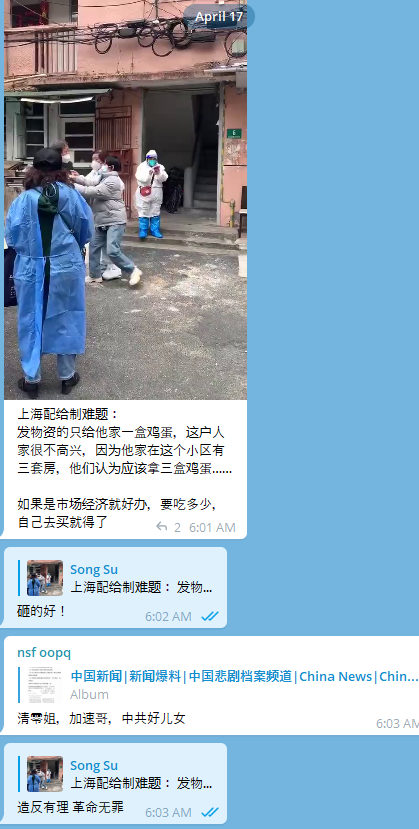 April 17
6
上海配给制难题：
发物资的只给他家一盒鸡蛋，这户人
家很不高兴，因为他家在这个小区有
三套房，他们认为应该拿三盒鸡蛋......
如果是市场经济就好办，要吃多少，
自己去买就得了
2 6:01 AM
Song Su
上海配给制难题： 发物...
砸的好！
6:02 AM
nsf oopq
中国新闻|新闻爆料|中国悲剧档案频道|China News|Chin...
Album
清零姐，加速哥，中共好儿女
6:03 AM
Song Su
上海配给制难题： 发物...
造反有理 革命无罪
6:03 AM